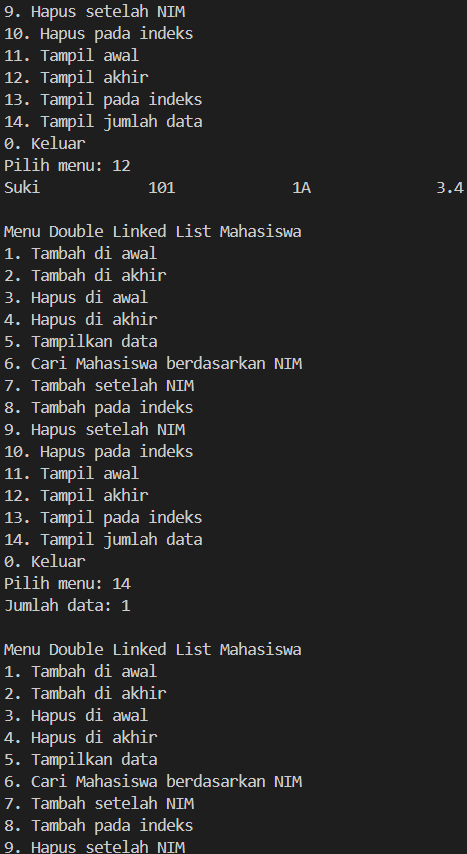 9. Hapus setelah NIM
10. Hapus pada indeks
11. Tampil awal
12. Tampil akhir
13. Tampil pada indeks
14. Tampil jumlah data
0. Keluar
Pilih menu: 12
Suki 101 1A 3.4
Menu Double Linked List Mahasiswa
1. Tambah di awal
2. Tambah di akhir
3. Hapus di awal
4. Hapus di akhir
5. Tampilkan data
6. Cari Mahasiswa berdasarkan NIM
7. Tambah setelah NIM
8. Tambah pada indeks
9. Hapus setelah NIM
10. Hapus pada indeks
11. Tampil awal
12. Tampil akhir
13. Tampil pada indeks
14. Tampil jumlah data
0. Keluar
Pilih menu: 14
Jumlah data: 1
Menu Double Linked List Mahasiswa
1. Tambah di awal
2. Tambah di akhir
3. Hapus di awal
4. Hapus di akhir
5. Tampilkan data
6. Cari Mahasiswa berdasarkan NIM
7. Tambah setelah NIM
8. Tambah pada indeks
9. Hapus setelah NIM